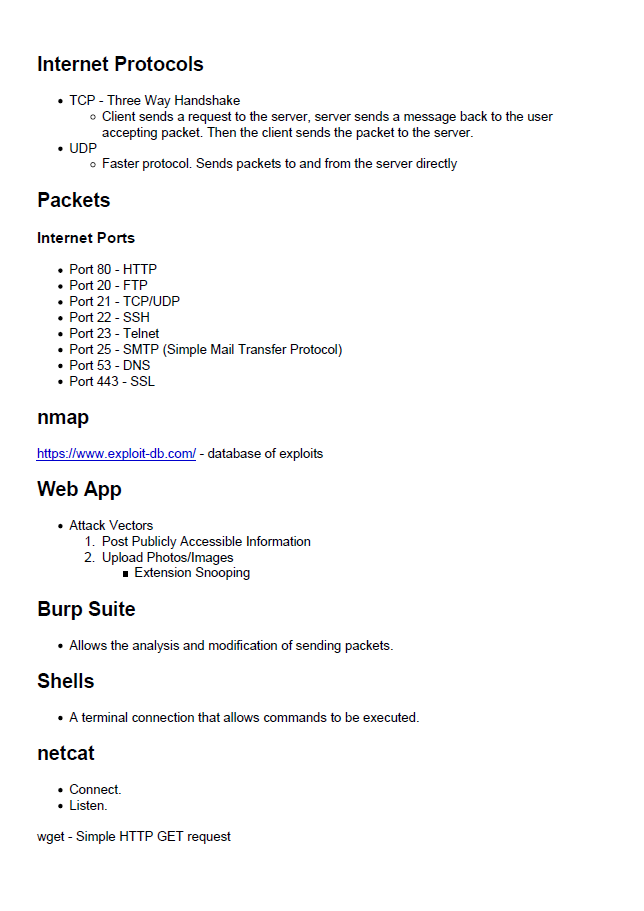 Internet Protocols
• TCP - Three Way Handshake
○ Client sends a request to the server, server sends a message back to the user
accepting packet. Then the client sends the packet to the server.
• UDP
○ Faster protocol. Sends packets to and from the server directly
Packets
Internet Ports
• Port 80 - HTTP
• Port 20 - FTP
• Port 21 - TCP/UDP
• Port 22 - SSH
• Port 23 - Telnet
• Port 25 - SMTP (Simple Mail Transfer Protocol)
• Port 53 - DNS
• Port 443 - SSL
nmap
https://www.exploit-db.com/ - database of exploits
Web App
• Attack Vectors
1. Post Publicly Accessible Information
2. Upload Photos/Images
■ Extension Snooping
Burp Suite
• Allows the analysis and modification of sending packets.
Shells
• A terminal connection that allows commands to be executed.
netcat
• Connect.
• Listen.
wget - Simple HTTP GET request